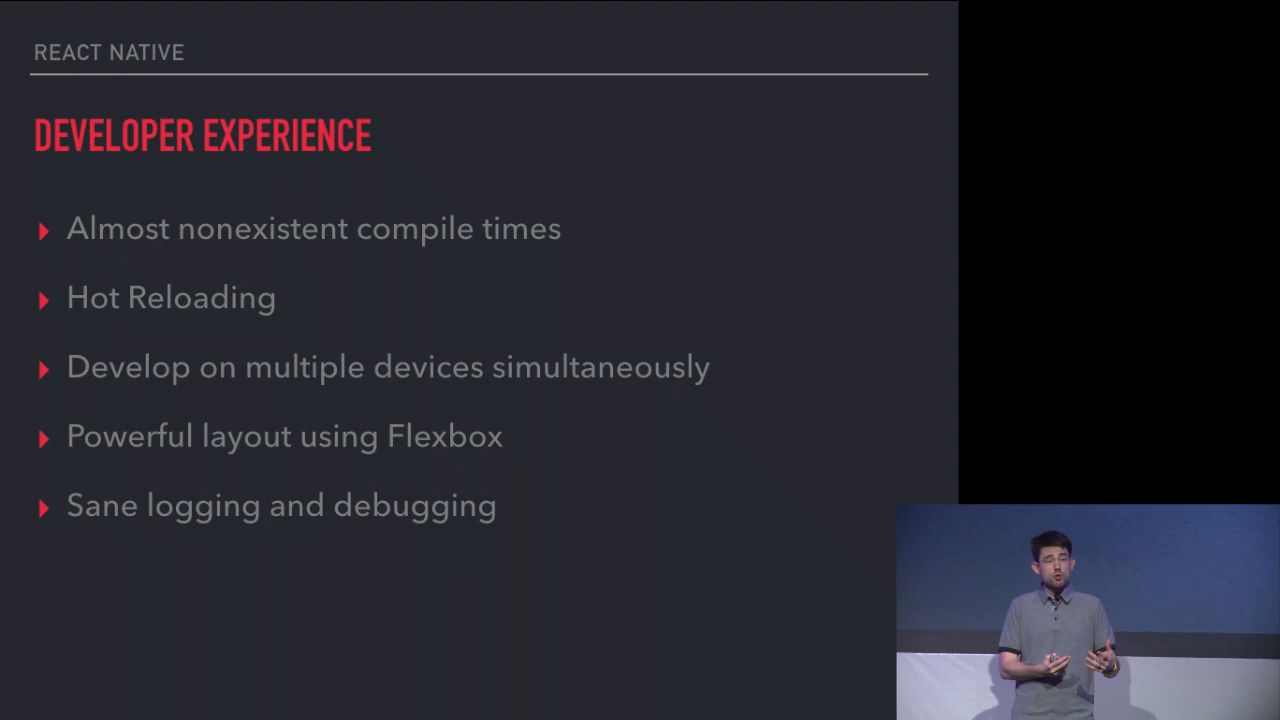 REACT NATIVE
DEVELOPER EXPERIENCE
Almost nonexistent compile times
Hot Reloading
Develop on multiple devices simultaneously
Powerful layout using Flexbox
Sane logging and debugging